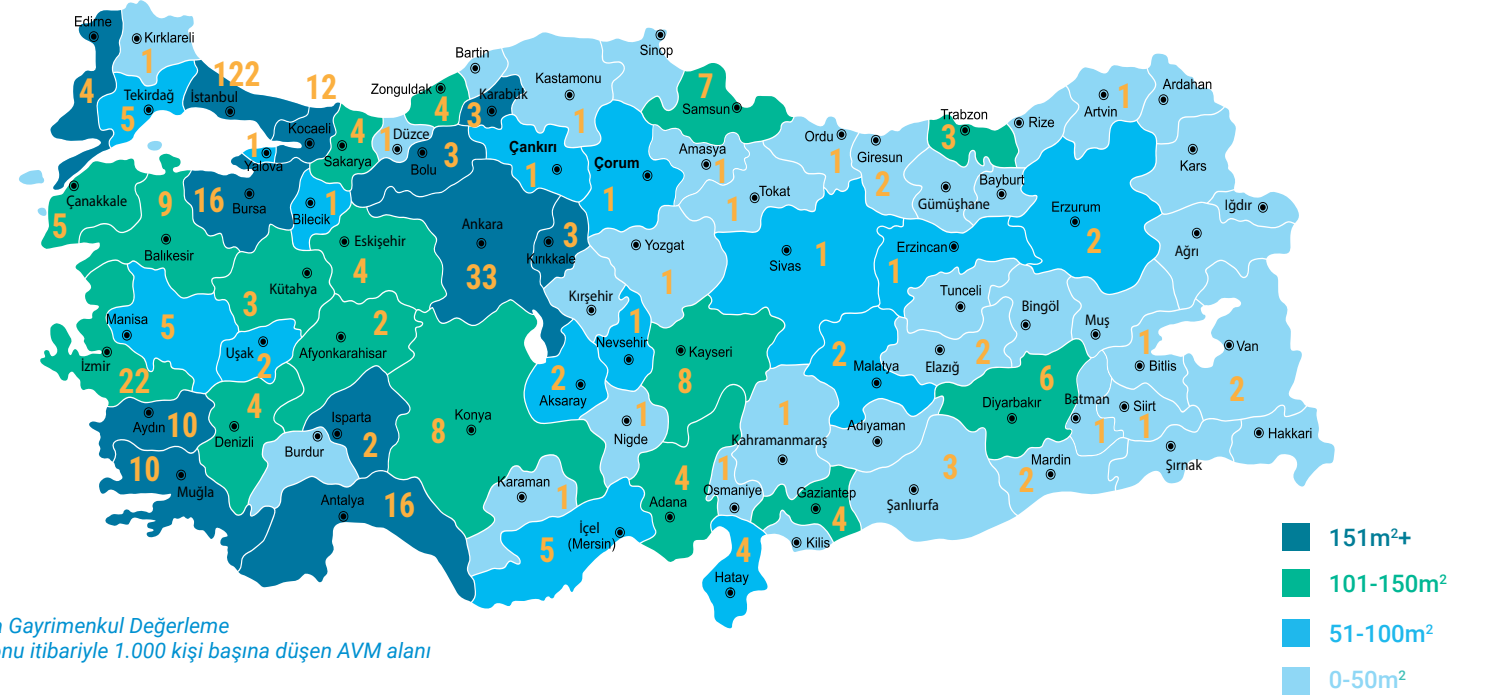 Edirne
4
Kırklareli
1
Tekirdağ
5
122
İstanbul
12
Kocaeli
1
Yalova
4
Sakarya
1
Düzce
Zonguldak
4
Bartin
Karabük
3
Bolu
3
Kastamonu
1
Sinop
7
Samsun
Çankırı
1
Çorum
1
Amasya
1
Tokat
1
Ordu
1
Giresun
2
Trabzon
3
Rize
Artvin
1
Ardahan
Kars
Gümüşhane
Bayburt
Erzurum
2
Iğdır
Ağrı
Çanakkale
5
9
Balıkesir
16
Bursa
Bilecik
1
Eskişehir
4
Ankara
33
3
Kırıkkale
Yozgat
1
Sivas
1
Erzincan
1
Tunceli
Bingöl
Muş
Kütahya
3
Manisa
5
İzmir
22
Uşak
2
2
Afyonkarahisar
Kırşehir
1
Nevsehir
2
Aksaray
Kayseri
8
2
Malatya
Elazığ
2
1
Bitlis
Van
2
Aydın
10
Denizli
4
Isparta
2
Burdur
Konya
8
Nigde
1
1
Kahramanmaraş
Adıyaman
Diyarbakır
6
Batman
1
Siirt
1
Hakkari
Şırnak
10
Muğla
Antalya
16
Karaman
1
İçel
(Mersin)
5
Adana
4
1
Osmaniye
Gaziantep
4
Kilis
Şanlıurfa
3
Mardin
2
4
Hatay
151m²+
101-150m²
51-100m²
0-50m²
Gayrimenkul Değerleme
itibariyle 1.000 kişi başına düşen AVM alanı